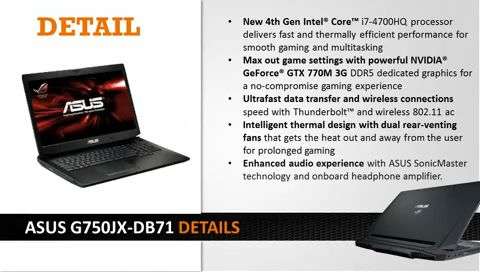 DETAIL
• New 4th Gen Intel® Core™ i7-4700HQ processor
delivers fast and thermally efficient performance for
smooth gaming and multitasking
• Max out game settings with powerful NVIDIA®
GeForce® GTX 770M 3G DDR5 dedicated graphics for
a no-compromise gaming experience
• Ultrafast data transfer and wireless connections
speed with Thunderbolt™ and wireless 802.11 ac
• Intelligent thermal design with dual rear-venting
fans that gets the heat out and away from the user
for prolonged gaming
• Enhanced audio experience with ASUS SonicMaster
technology and onboard headphone amplifier.
ASUS
ASUS G750JX-DB71 DETAILS